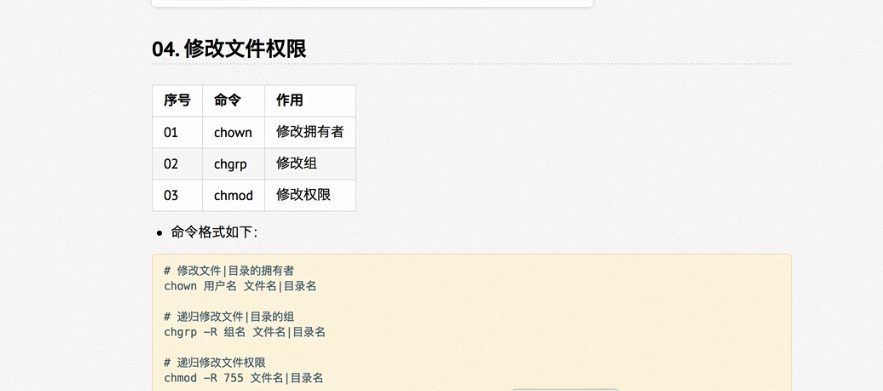 04. 修改文件权限
序号 命令 作用
01 chown 修改拥有者
02 chgrp 修改组
03 chmod 修改权限
• 命令格式如下：
# 修改文件|目录的拥有者
chown 用户名 文件名|目录名
# 递归修改文件|目录的组
chgrp –R 组名 文件名|目录名
# 递归修改文件权限
chmod –R 755 文件名|目录名